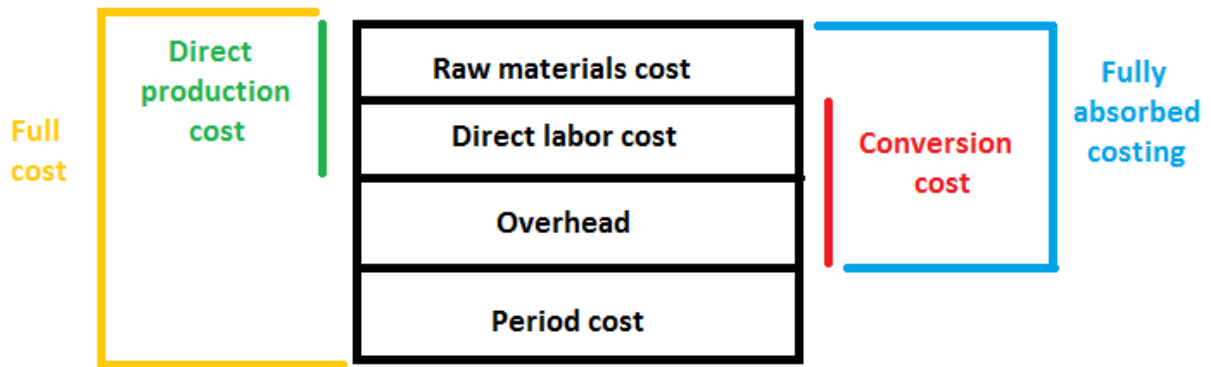 Full
cost
Direct
production
cost
Raw materials cost
Direct labor cost
Overhead
Period cost
Conversion
cost
Fully
absorbed
costing